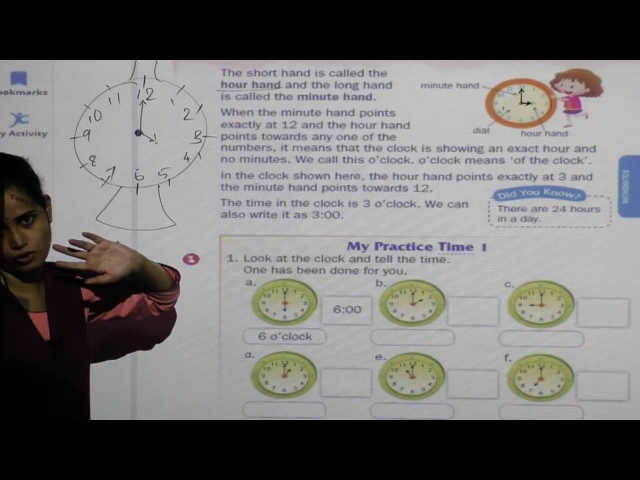 okmarks
y Activity
12
11
1
10
2
9
3
8
4
7
6
5
The short hand is called the
hour hand and the long hand
is called the minute hand.
When the minute hand points
exactly at 12 and the hour hand
points towards any one of the
numbers, it means that the clock is showing an exact hour and
no minutes. We call this o'clock. o'clock means 'of the clock'.
In the clock shown here, the hour hand points exactly at 3 and
the minute hand points towards 12.
The time in the clock is 3 o'clock. We can
also write it as 3:00.
minute hand
dial
hour hand
Did You Know?
There are 24 hours
in a day.
1
My Practice Time 1
1. Look at the clock and tell the time.
One has been done for you.
a.
b.
c.
6:00
6 o'clock
d.
e.
f.